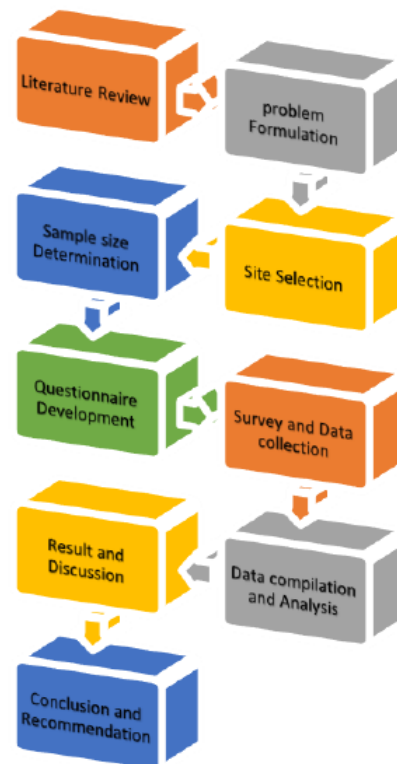 Literature Review
problem
Formulation
Site Selection
Sample size
Determination
Questionnaire
Development
Survey and Data
collection
Data compilation
and Analysis
Result and
Discussion
Conclusion and
Recommendation